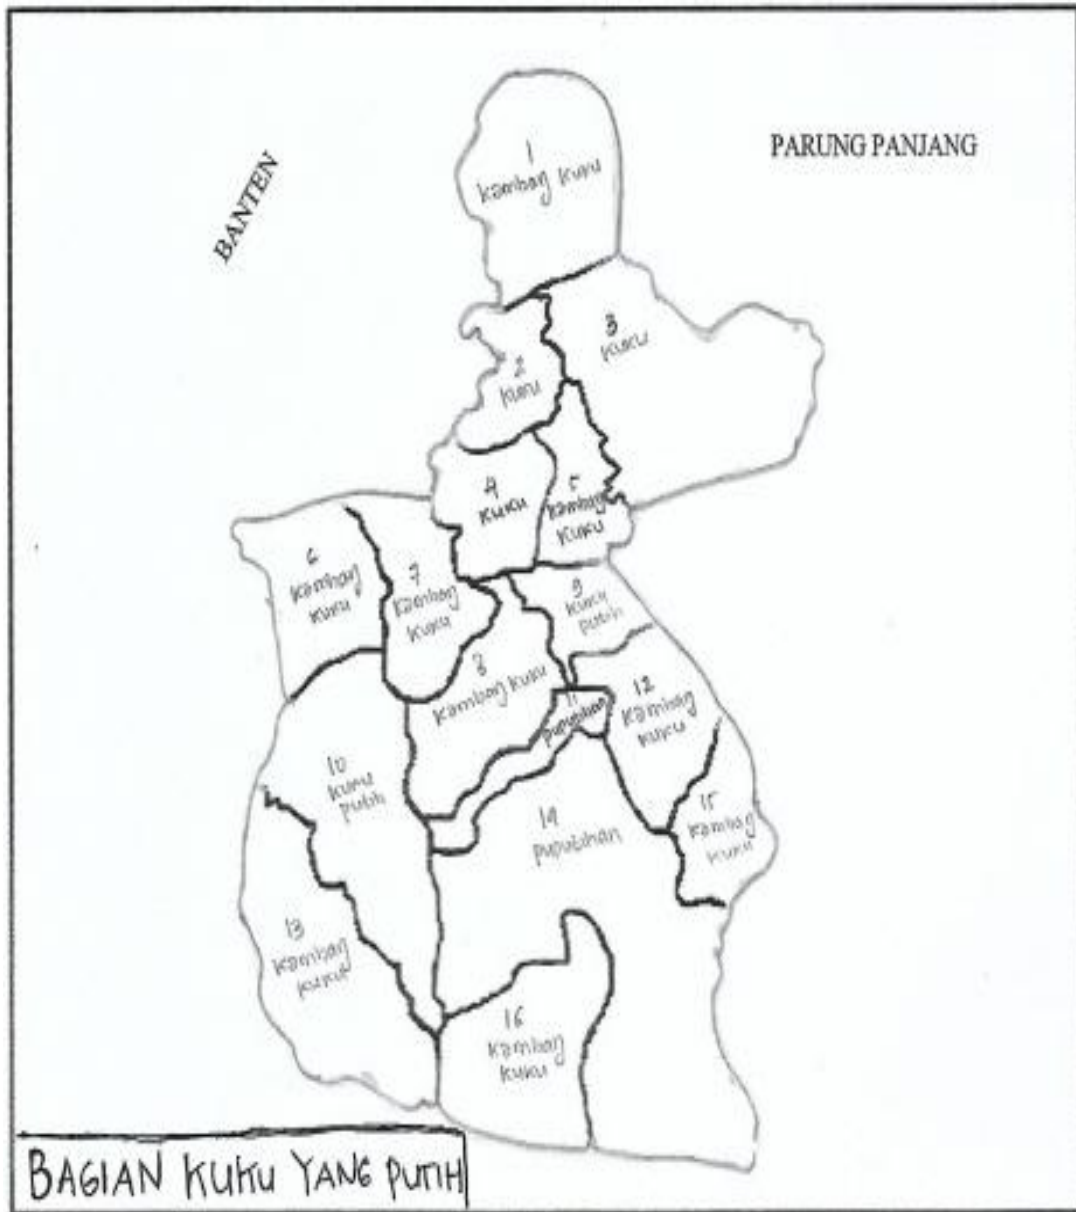 PARUNG PANJANG
BANTEN
1
Kambang Kuku
2
Kuku
3
Kuku
4
Kuku
5
Kambang
Kuku
6
Kambang
Kuku
7
Kambang
Kuku
8
Kambang Kuku
9
Kuku
putih
10
Kuku
Putih
11
Puputihan
12
Kambang
Kuku
13
Kambang
Kuku
14
Puputihan
15
Kambang
Kuku
16
Kambang
Kuku
BAGIAN KUKU YANG PUTIH